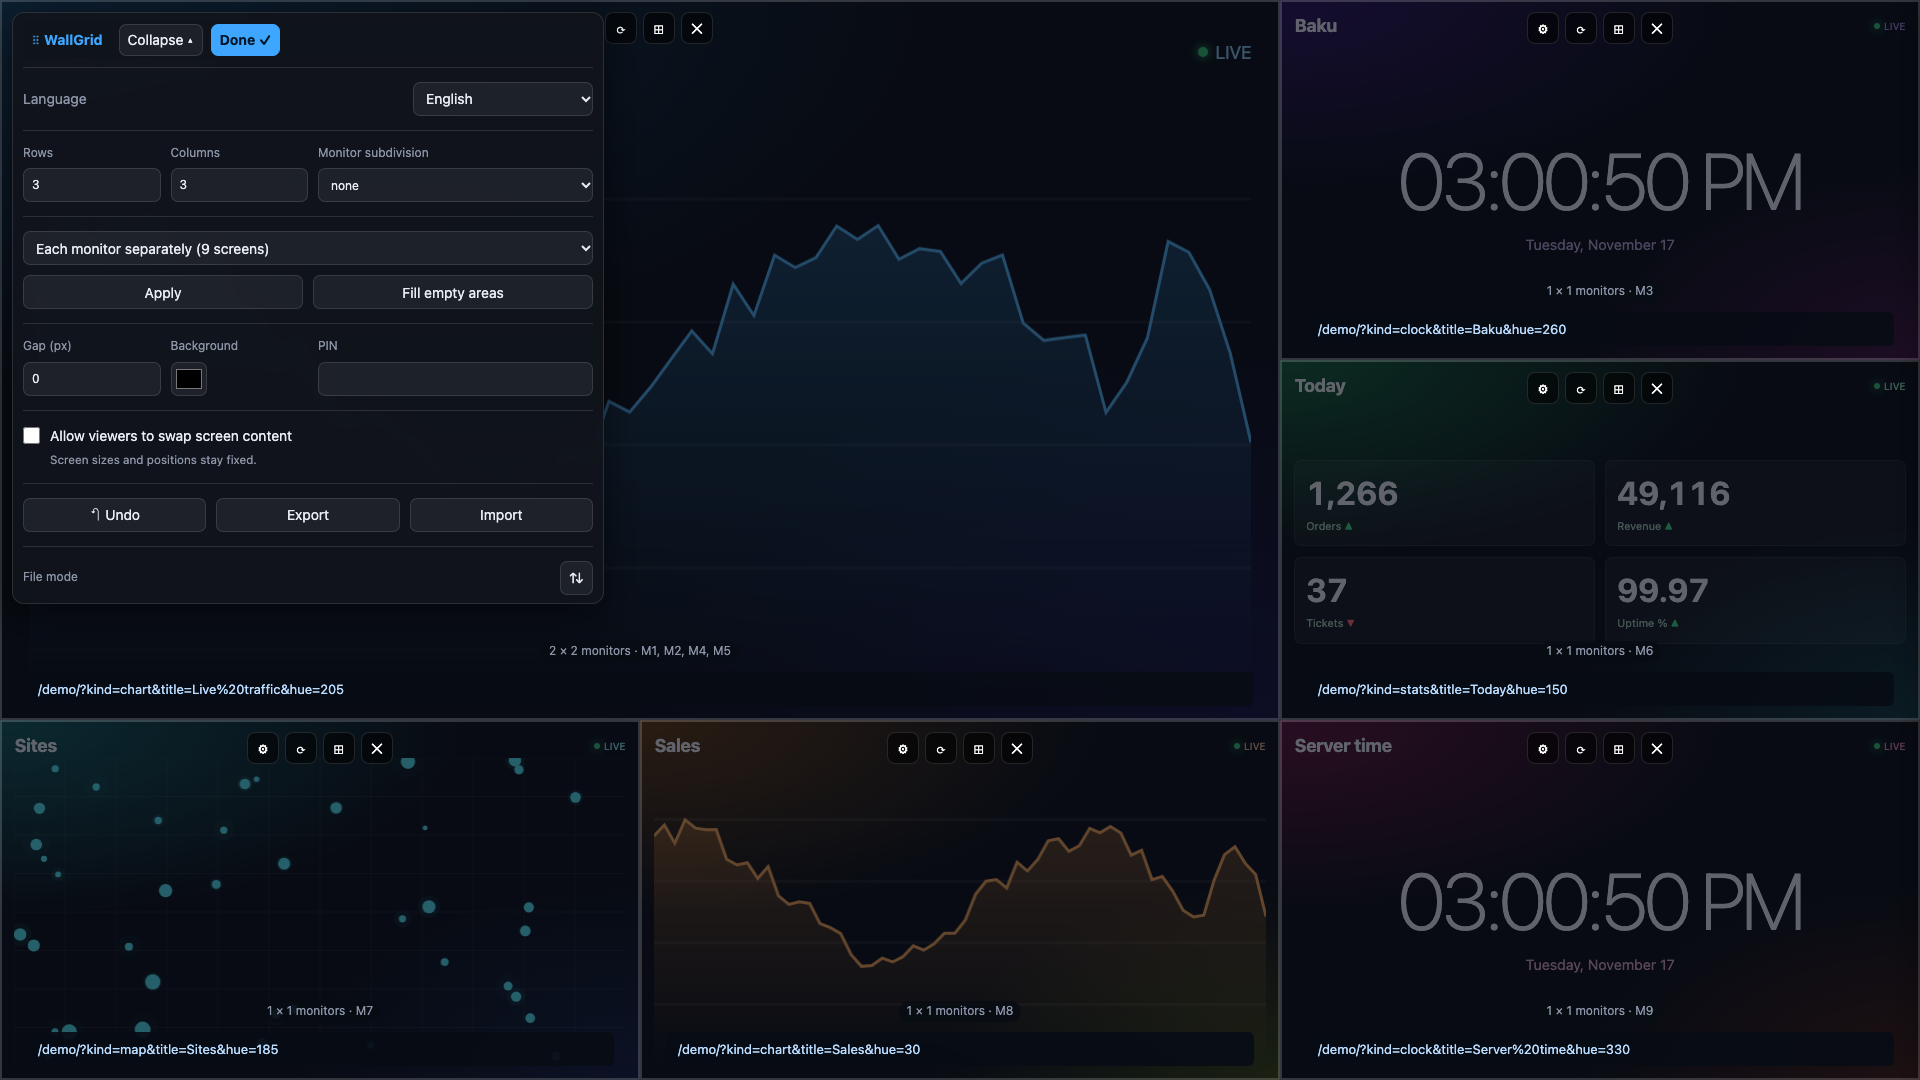 WallGrid
Collapse ▴
Done ✓
Language
English
Rows
Columns
Monitor subdivision
3
3
none
Each monitor separately (9 screens)
Apply
Fill empty areas
Gap (px)
Background
PIN
0
Allow viewers to swap screen content
Screen sizes and positions stay fixed.
Undo
Export
Import
File mode
LIVE
2 × 2 monitors · M1, M2, M4, M5
/demo/?kind=chart&title=Live%20traffic&hue=205
Baku
LIVE
03:00:50 PM
Tuesday, November 17
1 × 1 monitors · M3
/demo/?kind=clock&title=Baku&hue=260
Today
LIVE
1,266
Orders ▲
49,116
Revenue ▲
37
Tickets ▼
99.97
Uptime % ▲
1 × 1 monitors · M6
/demo/?kind=stats&title=Today&hue=150
Sites
LIVE
1 × 1 monitors · M7
/demo/?kind=map&title=Sites&hue=185
Sales
LIVE
1 × 1 monitors · M8
/demo/?kind=chart&title=Sales&hue=30
Server time
LIVE
03:00:50 PM
Tuesday, November 17
1 × 1 monitors · M9
/demo/?kind=clock&title=Server%20time&hue=330